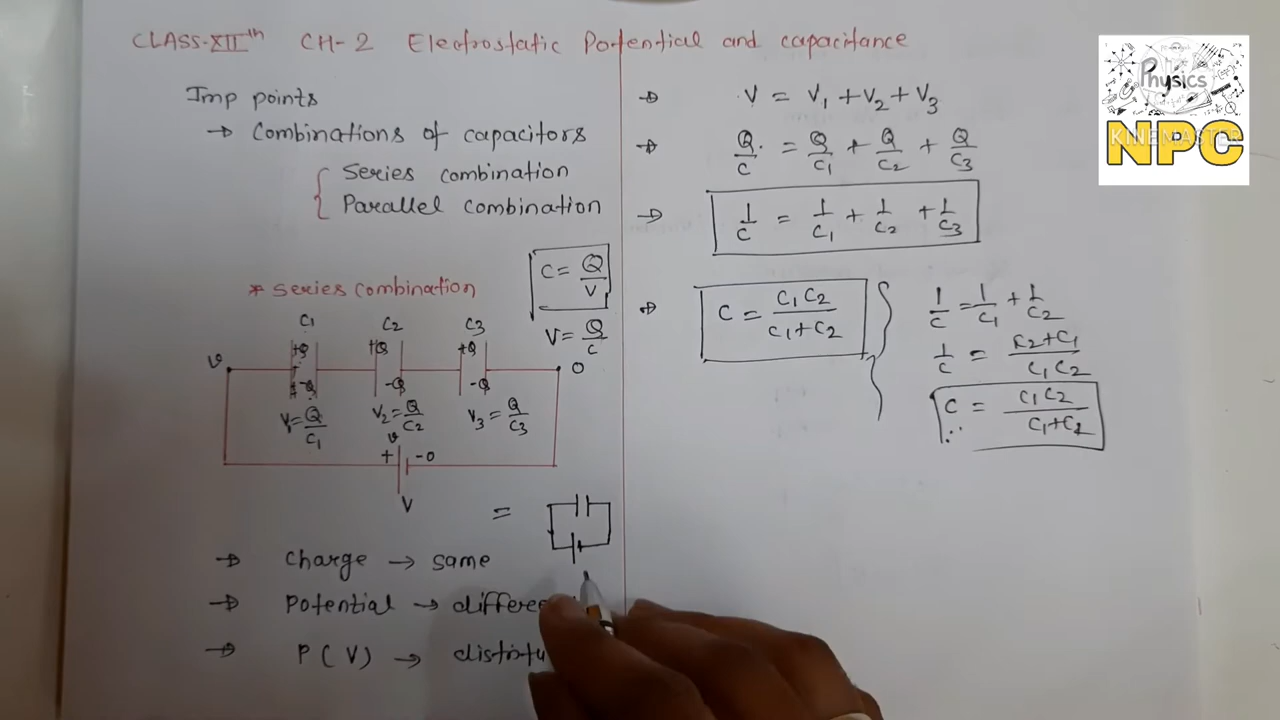 CLASS-XIIth CH-2 Electrostatic Potential and capacitance
Imp points
→ Combinations of capacitors
Series combination
Parallel combination
C = Q/V
* Series combination
V = Q/C
C1 C2 C3
V +Q +Q +Q 0
-Q -Q -Q
V1 = Q/C1 V2 = Q/C2 V3 = Q/C3
V
+ -0
V
=
→ Charge → same
→ Potential →
→ P(V) →
→ V = V1 + V2 + V3
→ Q/C = Q/C1 + Q/C2 + Q/C3
→ 1/C = 1/C1 + 1/C2 + 1/C3
→ C = C1C2/C1+C2
1/C = 1/C1 + 1/C2
1/C = C2+C1/C1C2
C = C1C2/C1+C2
Physics
NPC
KINEMASTER